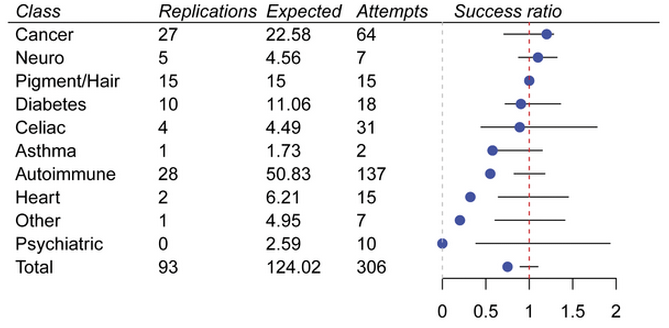 Class Replications Expected Attempts Success ratio
Cancer 27 22.58 64
Neuro 5 4.56 7
Pigment/Hair 15 15 15
Diabetes 10 11.06 18
Celiac 4 4.49 31
Asthma 1 1.73 2
Autoimmune 28 50.83 137
Heart 2 6.21 15
Other 1 4.95 7
Psychiatric 0 2.59 10
Total 93 124.02 306
0 0.5 1 1.5 2